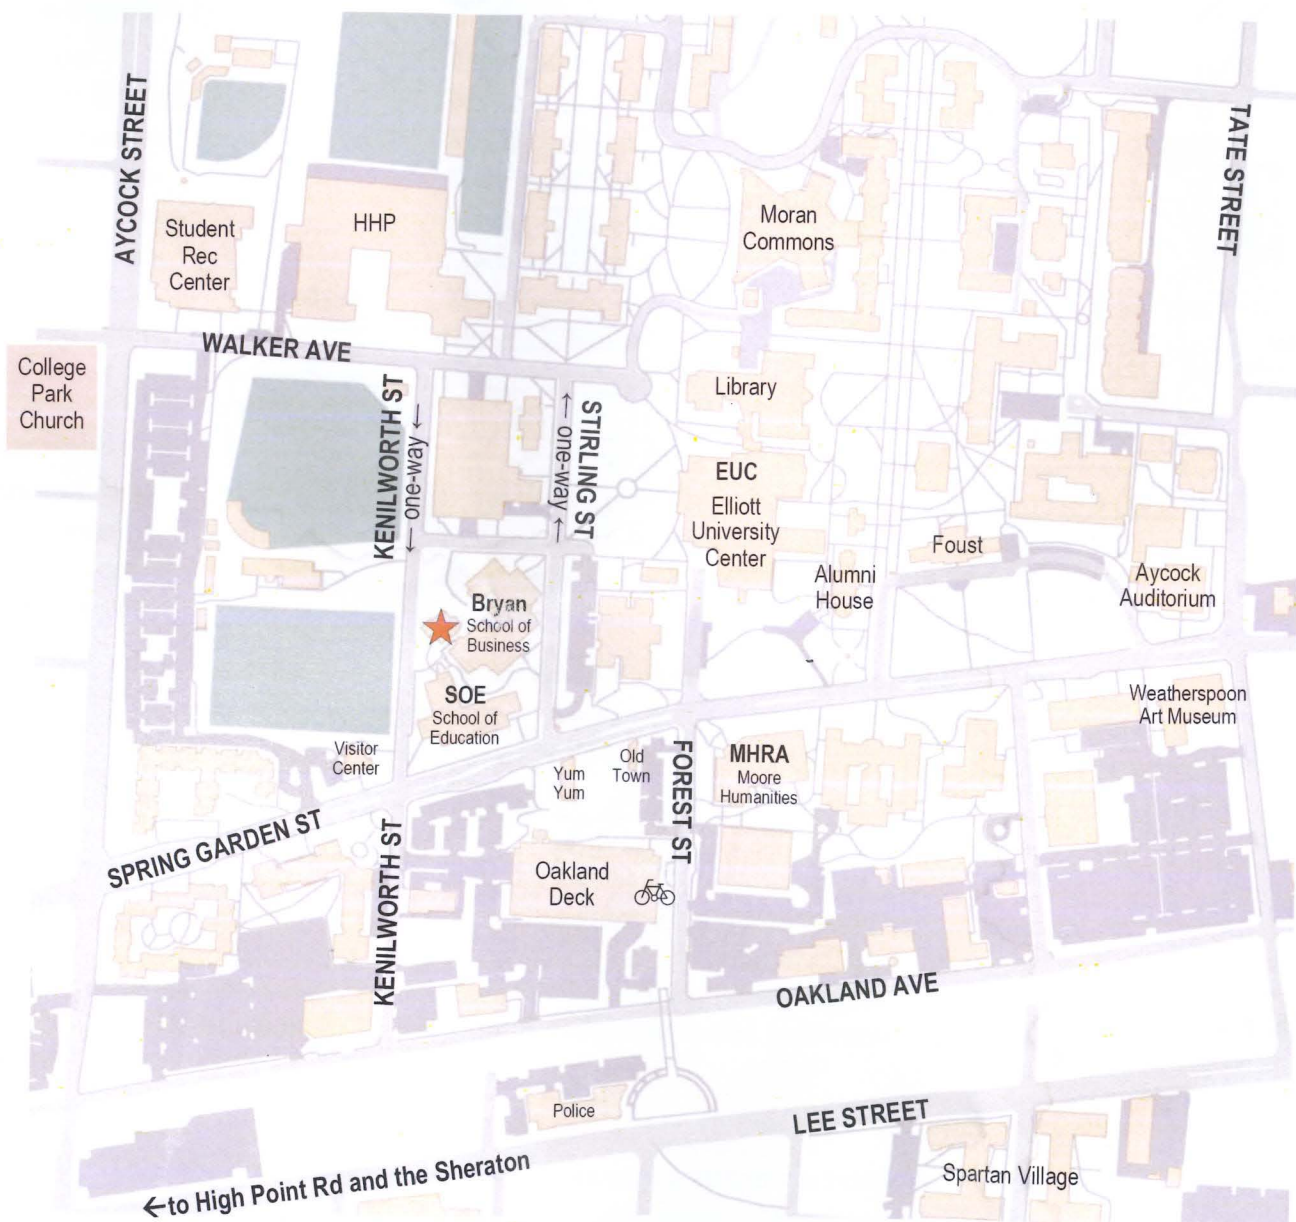 AYCOCK STREET
TATE STREET
Student
Rec
Center
HHP
Moran
Commons
WALKER AVE
College
Park
Church
Library
KENILWORTH ST
← one-way ←
← one-way ←
STIRLING ST
EUC
Elliott
University
Center
Foust
Alumni
House
Aycock
Auditorium
Bryan
School of
Business
SOE
School of
Education
Weatherspoon
Art Museum
Visitor
Center
Yum
Yum
Old
Town
FOREST ST
MHRA
Moore
Humanities
SPRING GARDEN ST
KENILWORTH ST
Oakland
Deck
OAKLAND AVE
Police
LEE STREET
Spartan Village
←to High Point Rd and the Sheraton